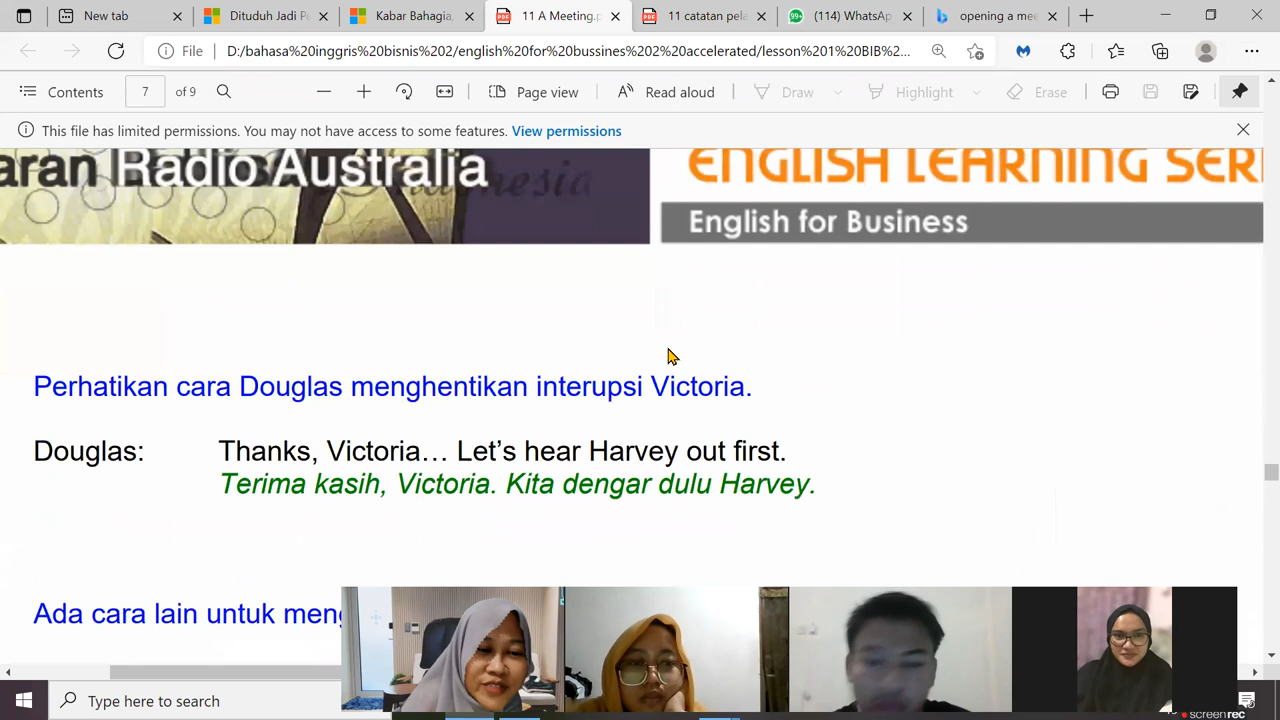 New tab
Dituduh Jadi P
Kabar Bahagia,
11 A Meeting.p
11 catatan pela
(114) WhatsAp
opening a mee
File
D:/bahasa%20inggris%20bisnis%202/english%20for%20bussines%202%20accelerated/lesson%201%20BIB%2...
Contents
7
of 9
Page view
Read aloud
Draw
Highlight
Erase
This file has limited permissions. You may not have access to some features. View permissions
aran Radio Australia
ENGLISH LEARNING SERI
English for Business
Perhatikan cara Douglas menghentikan interupsi Victoria.
Douglas: Thanks, Victoria… Let's hear Harvey out first.
Terima kasih, Victoria. Kita dengar dulu Harvey.
Ada cara lain untuk meng
Type here to search
screenrec